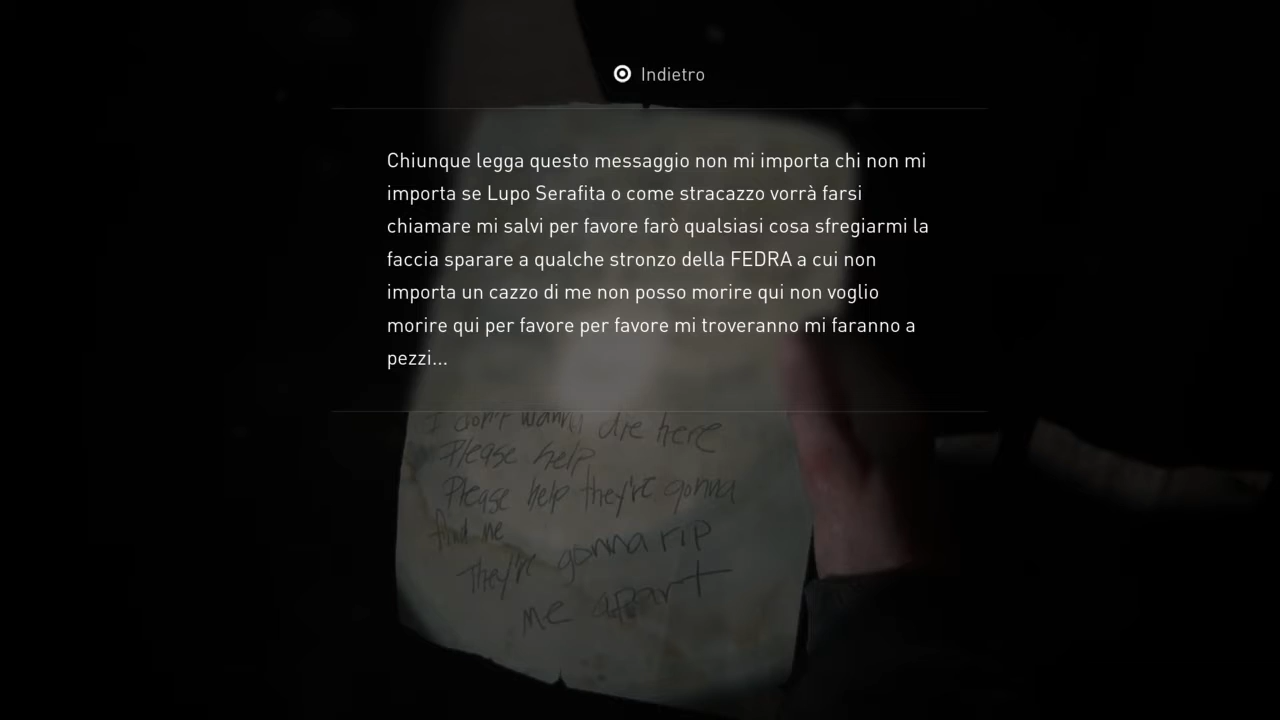 Indietro
Chiunque legga questo messaggio non mi importa chi non mi
importa se Lupo Serafita o come stracazzo vorrà farsi
chiamare mi salvi per favore farò qualsiasi cosa sfregiarmi la
faccia sparare a qualche stronzo della FEDRA a cui non
importa un cazzo di me non posso morire qui non voglio
morire qui per favore per favore mi troveranno mi faranno a
pezzi...
I don't wanna die here
Please help
Please help they're gonna
find me
They're gonna rip
me apart